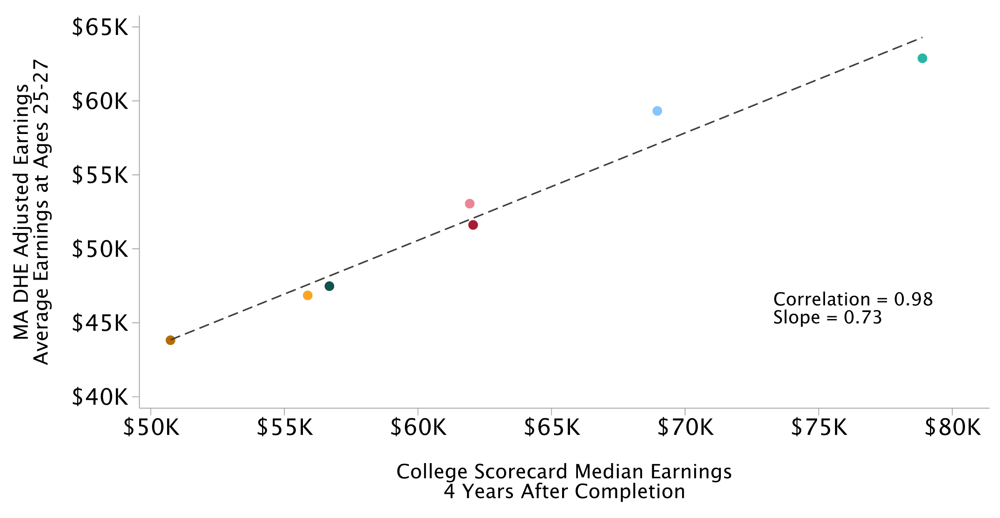 MA DHE Adjusted Earnings
Average Earnings at Ages 25-27
$65K
$60K
$55K
$50K
$45K
$40K
Correlation = 0.98
Slope = 0.73
$50K
$55K
$60K
$65K
$70K
$75K
$80K
College Scorecard Median Earnings
4 Years After Completion